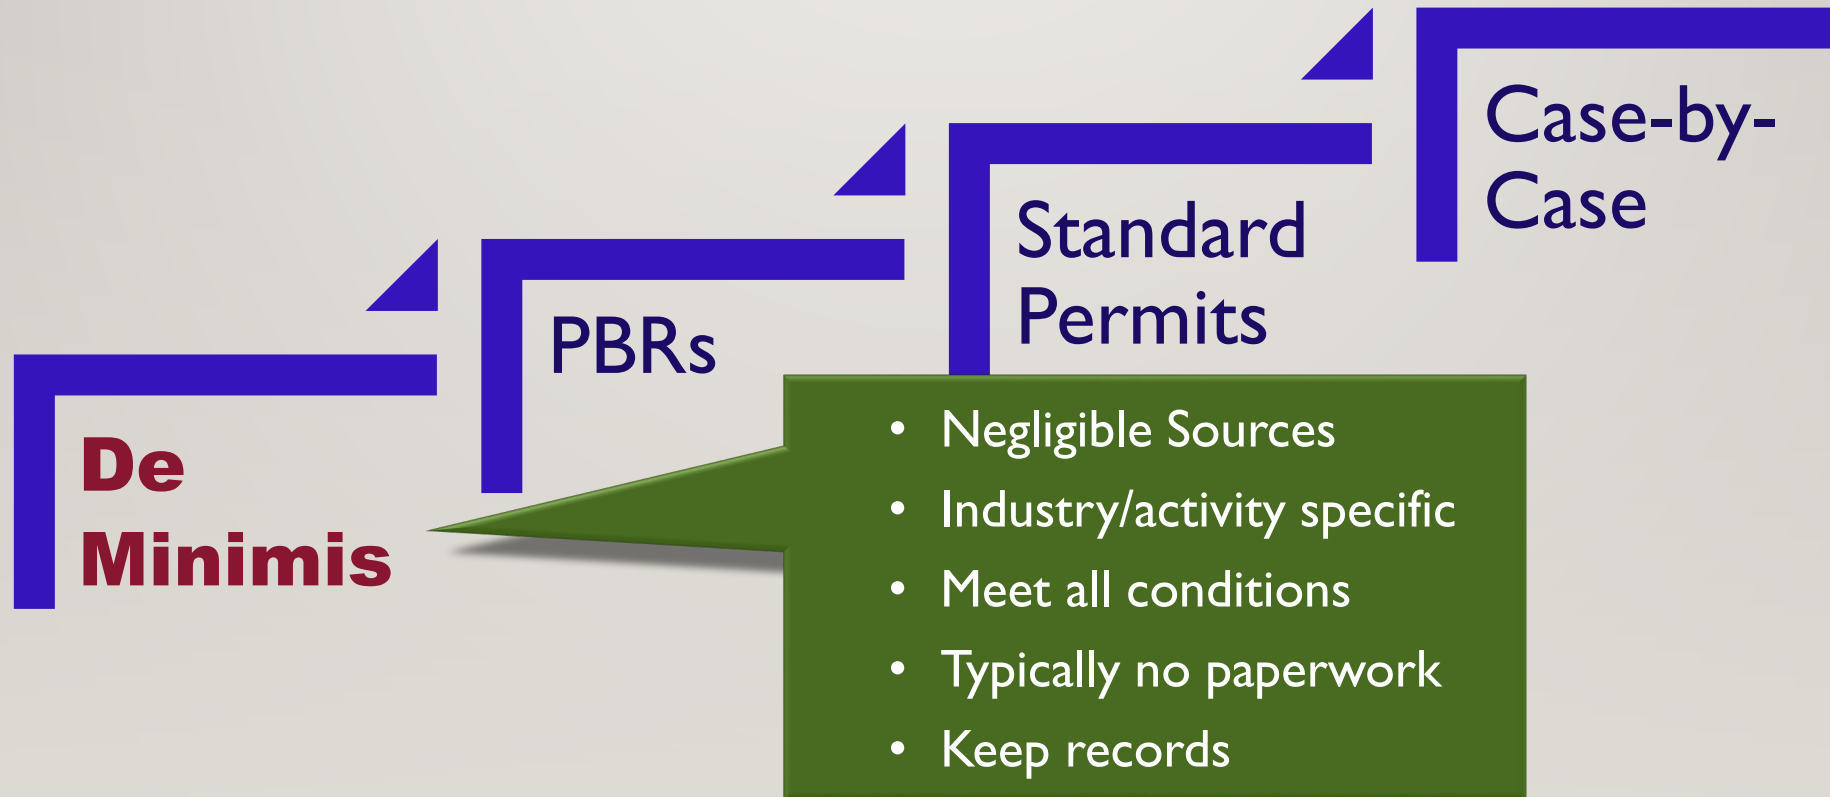 De
Minimis
PBRs
Standard
Permits
Case-by-
Case
• Negligible Sources
• Industry/activity specific
• Meet all conditions
• Typically no paperwork
• Keep records